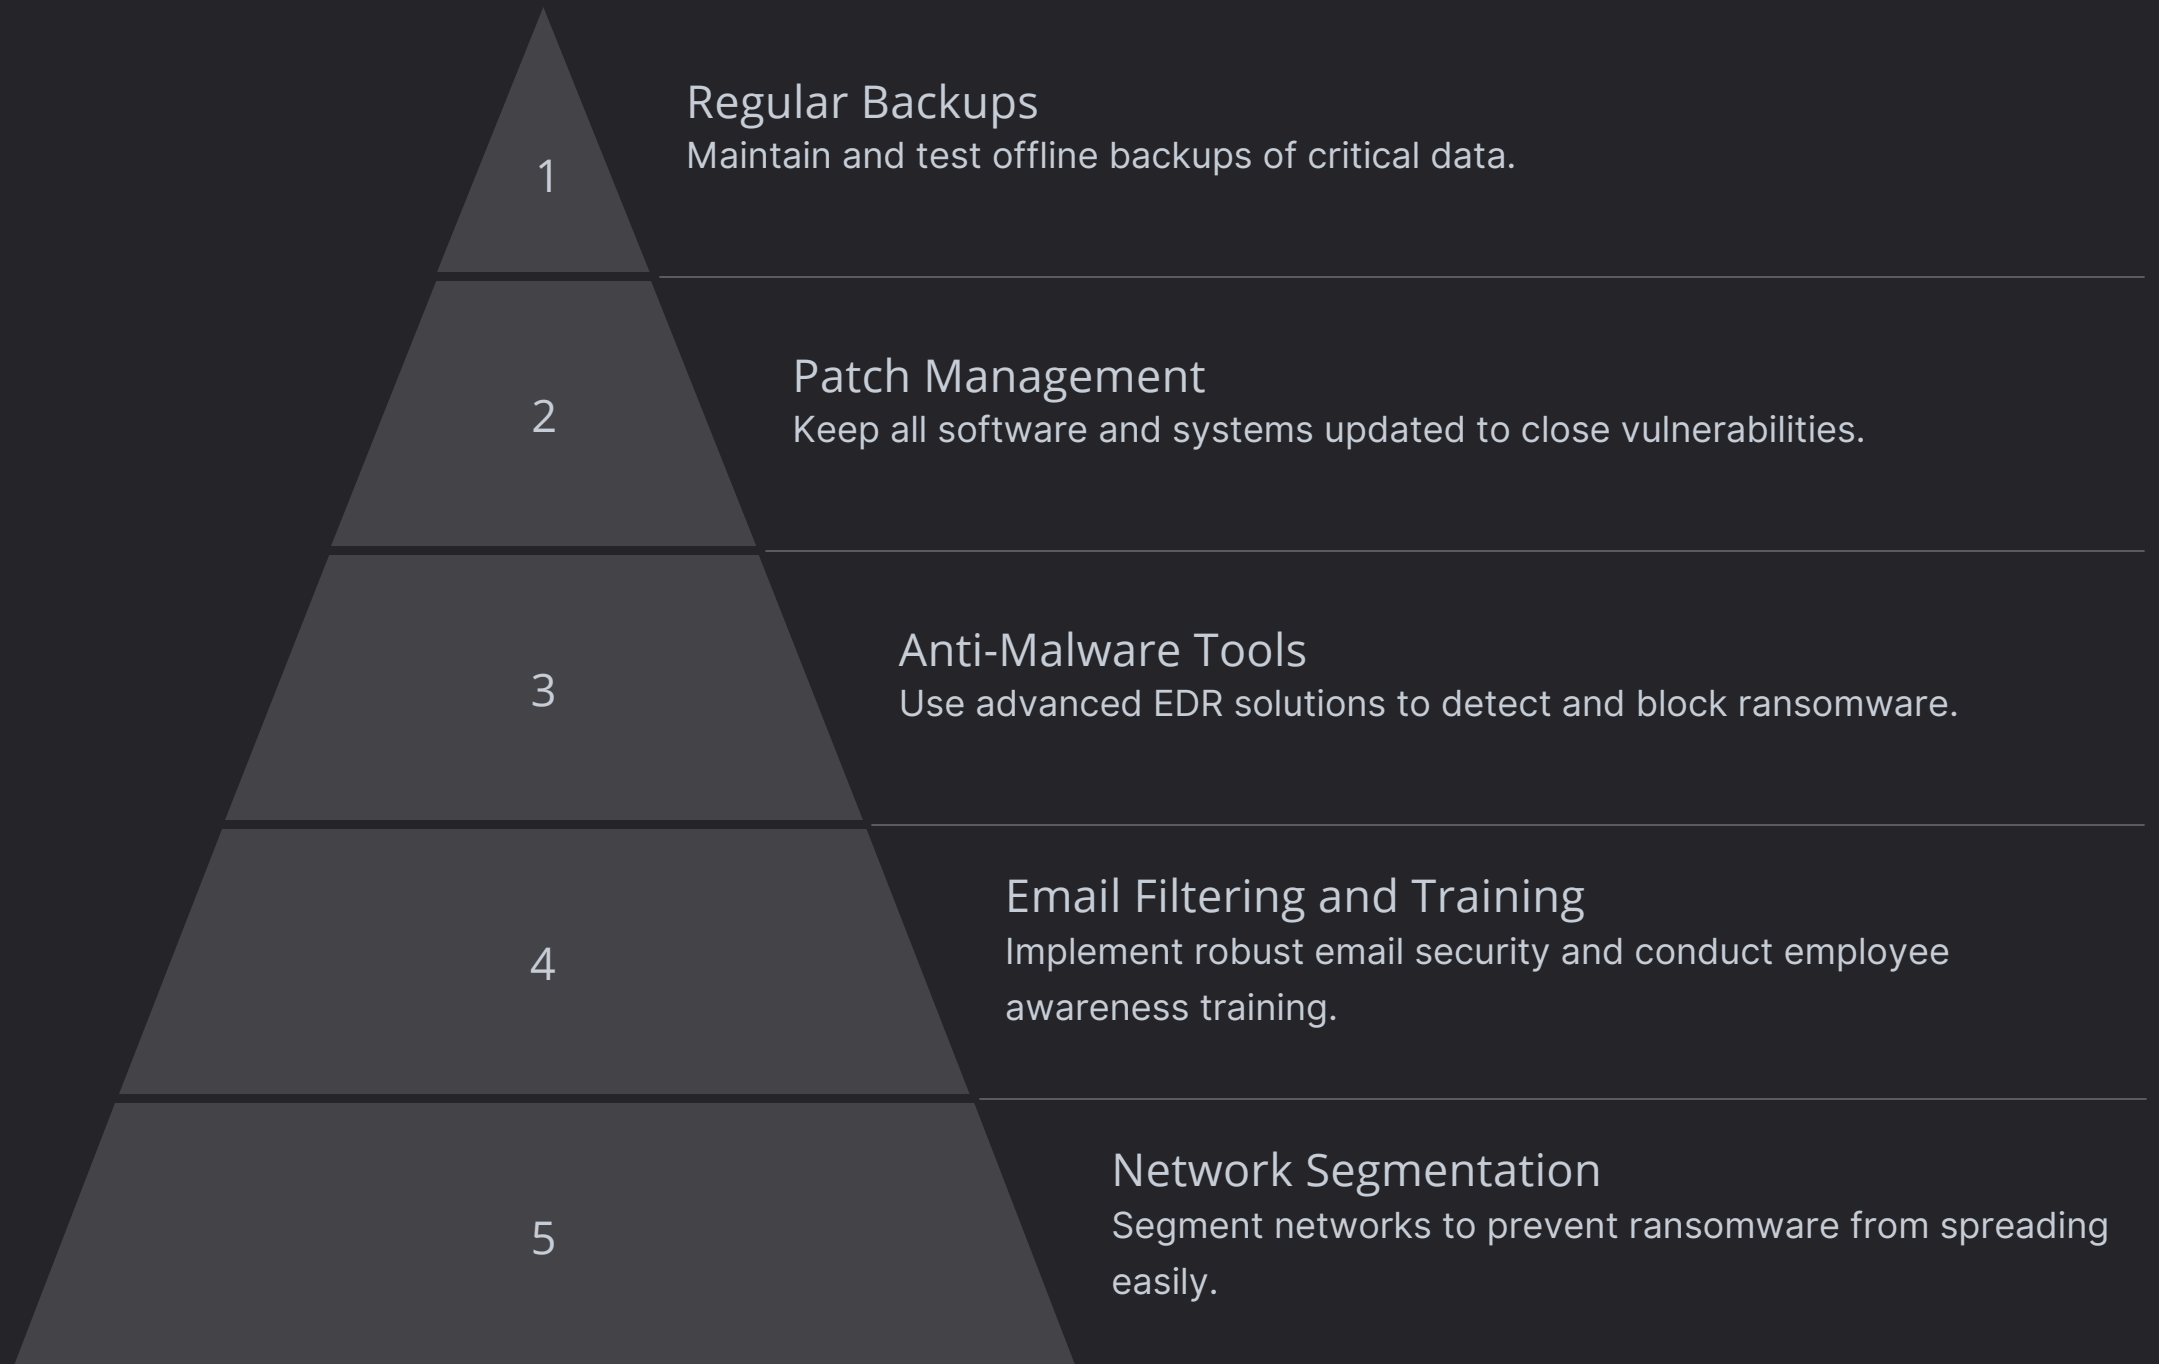 1
Regular Backups
Maintain and test offline backups of critical data.
2
Patch Management
Keep all software and systems updated to close vulnerabilities.
3
Anti-Malware Tools
Use advanced EDR solutions to detect and block ransomware.
4
Email Filtering and Training
Implement robust email security and conduct employee
awareness training.
5
Network Segmentation
Segment networks to prevent ransomware from spreading
easily.